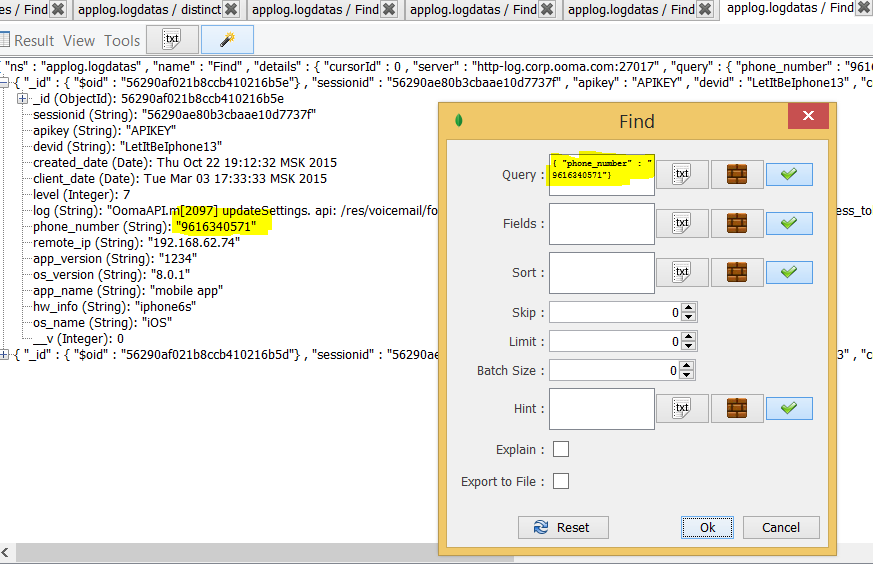 es / Find
applog.logdatas / distinct
applog.logdatas / Find
applog.logdatas / Find
applog.logdatas / Find
applog.logdatas / Find
Result View Tools txt
{ "ns" : "applog.logdatas" , "name" : "Find" , "details" : { "cursorId" : 0 , "server" : "http-log.corp.ooma.com:27017" , "query" : { "phone_number" : "961
{ "_id" : { "$oid" : "56290af021b8ccb410216b5e"} , "sessionid" : "56290ae80b3cbaae10d7737f" , "apikey" : "APIKEY" , "devid" : "LetItBeIphone13" , "c
_id (ObjectId): 56290af021b8ccb410216b5e
sessionid (String): "56290ae80b3cbaae10d7737f"
apikey (String): "APIKEY"
devid (String): "LetItBeIphone13"
created_date (Date): Thu Oct 22 19:12:32 MSK 2015
client_date (Date): Tue Mar 03 17:33:33 MSK 2015
level (Integer): 7
log (String): "OomaAPI.m[2097] updateSettings. api: /res/voicemail/fo
ess_to
phone_number (String): "9616340571"
remote_ip (String): "192.168.62.74"
app_version (String): "1234"
os_version (String): "8.0.1"
app_name (String): "mobile app"
hw_info (String): "iphone6s"
os_name (String): "iOS"
__v (Integer): 0
{ "_id" : { "$oid" : "56290af021b8ccb410216b5d"} , "sessionid" : "56290ae
3" , "c
Find
Query :
{ "phone_number" : "
9616340571"}
txt
Fields :
txt
Sort :
txt
Skip : 0
Limit : 0
Batch Size : 0
Hint :
txt
Explain :
Export to File :
Reset
Ok
Cancel